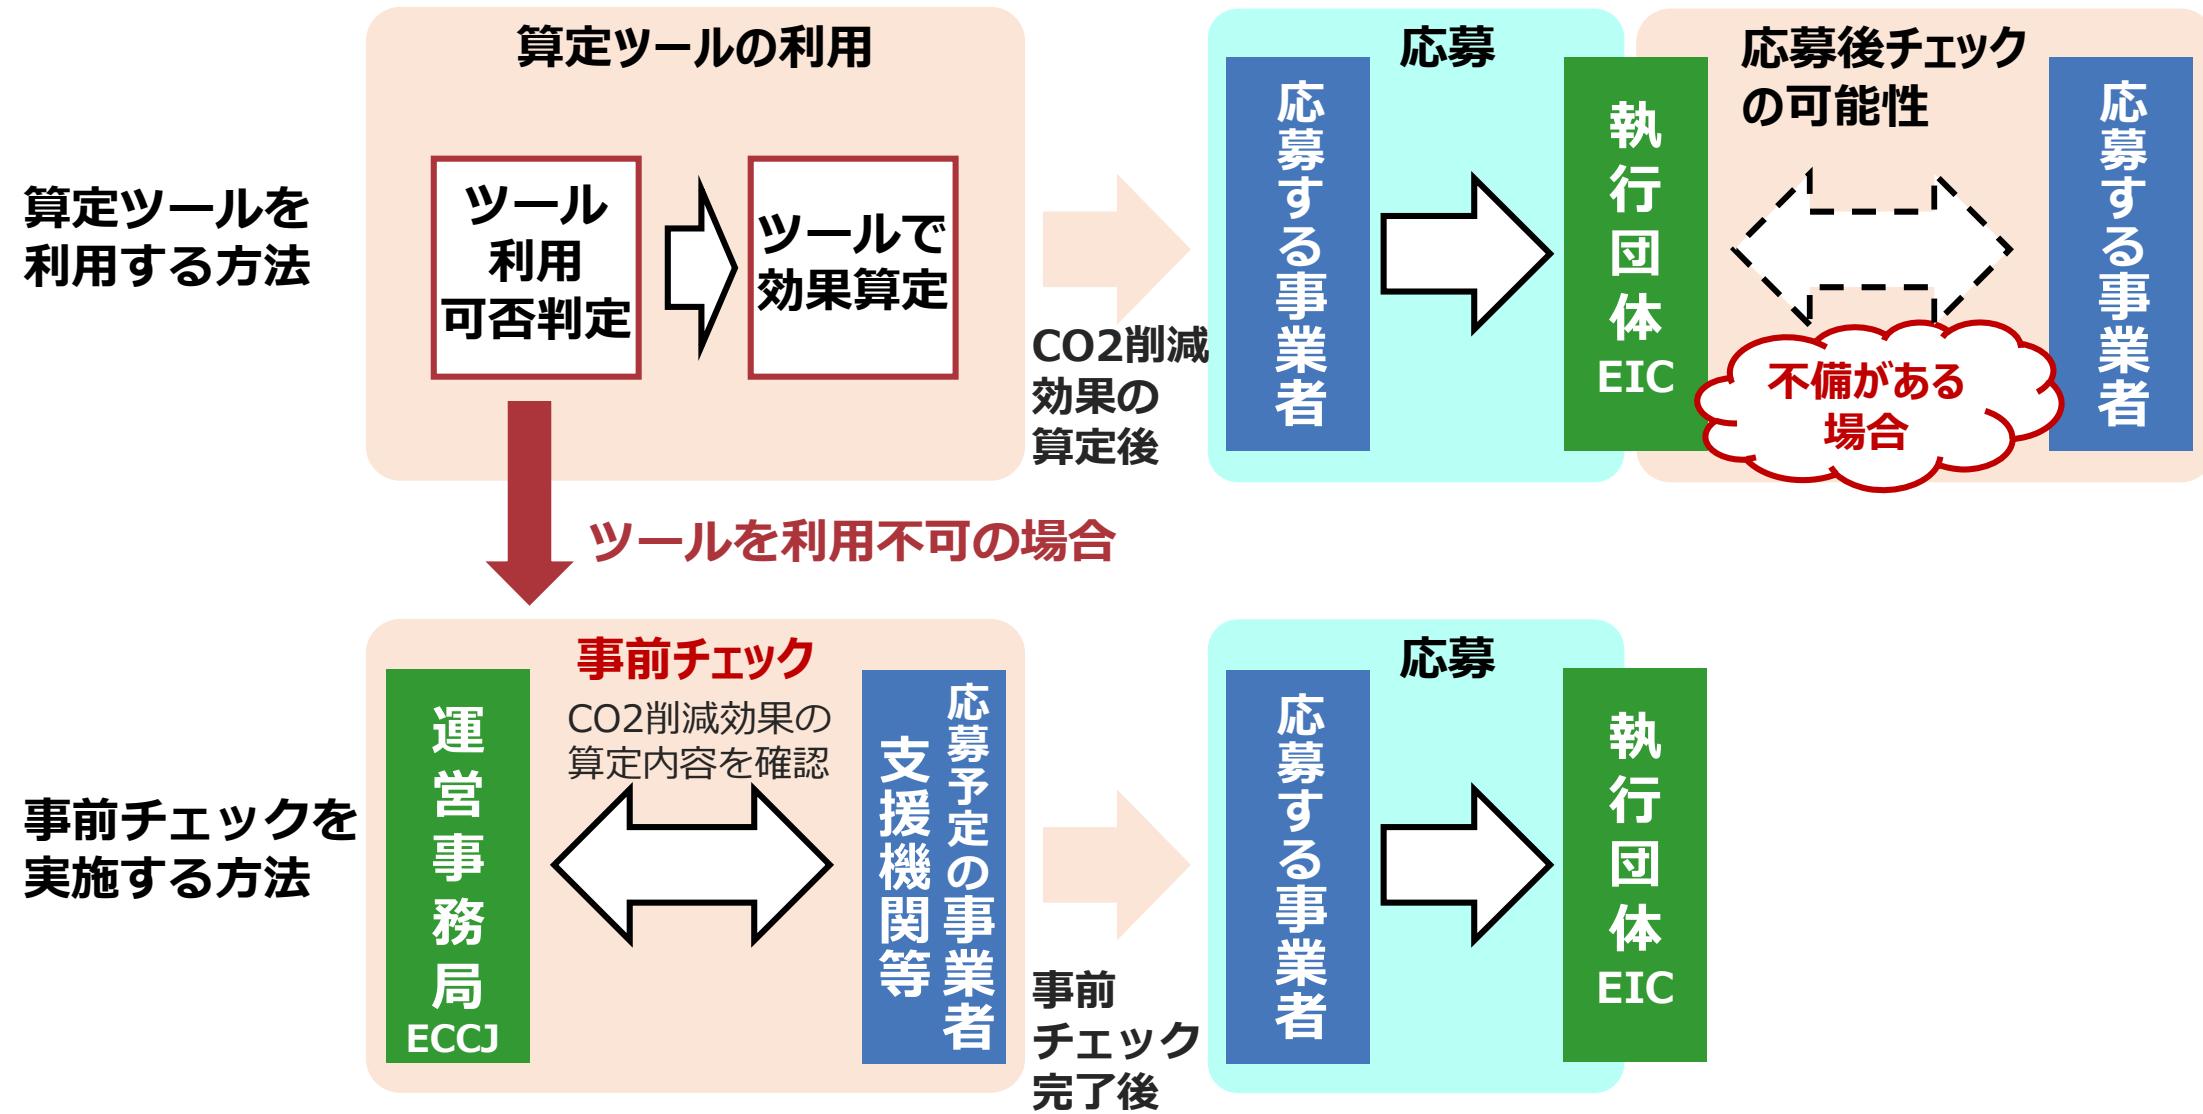 算定ツールを
利用する方法
算定ツールの利用
ツール
利用
可否判定
ツールで
効果算定
CO2削減
効果の
算定後
応募
応募する事業者
執行団体
EIC
応募後チェック
の可能性
応募する事業者
不備がある
場合
ツールを利用不可の場合
事前チェックを
実施する方法
事前チェック
CO2削減効果の
算定内容を確認
運営事務局
ECCJ
応募予定の事業者
支援機関等
事前
チェック
完了後
応募
応募する事業者
執行団体
EIC